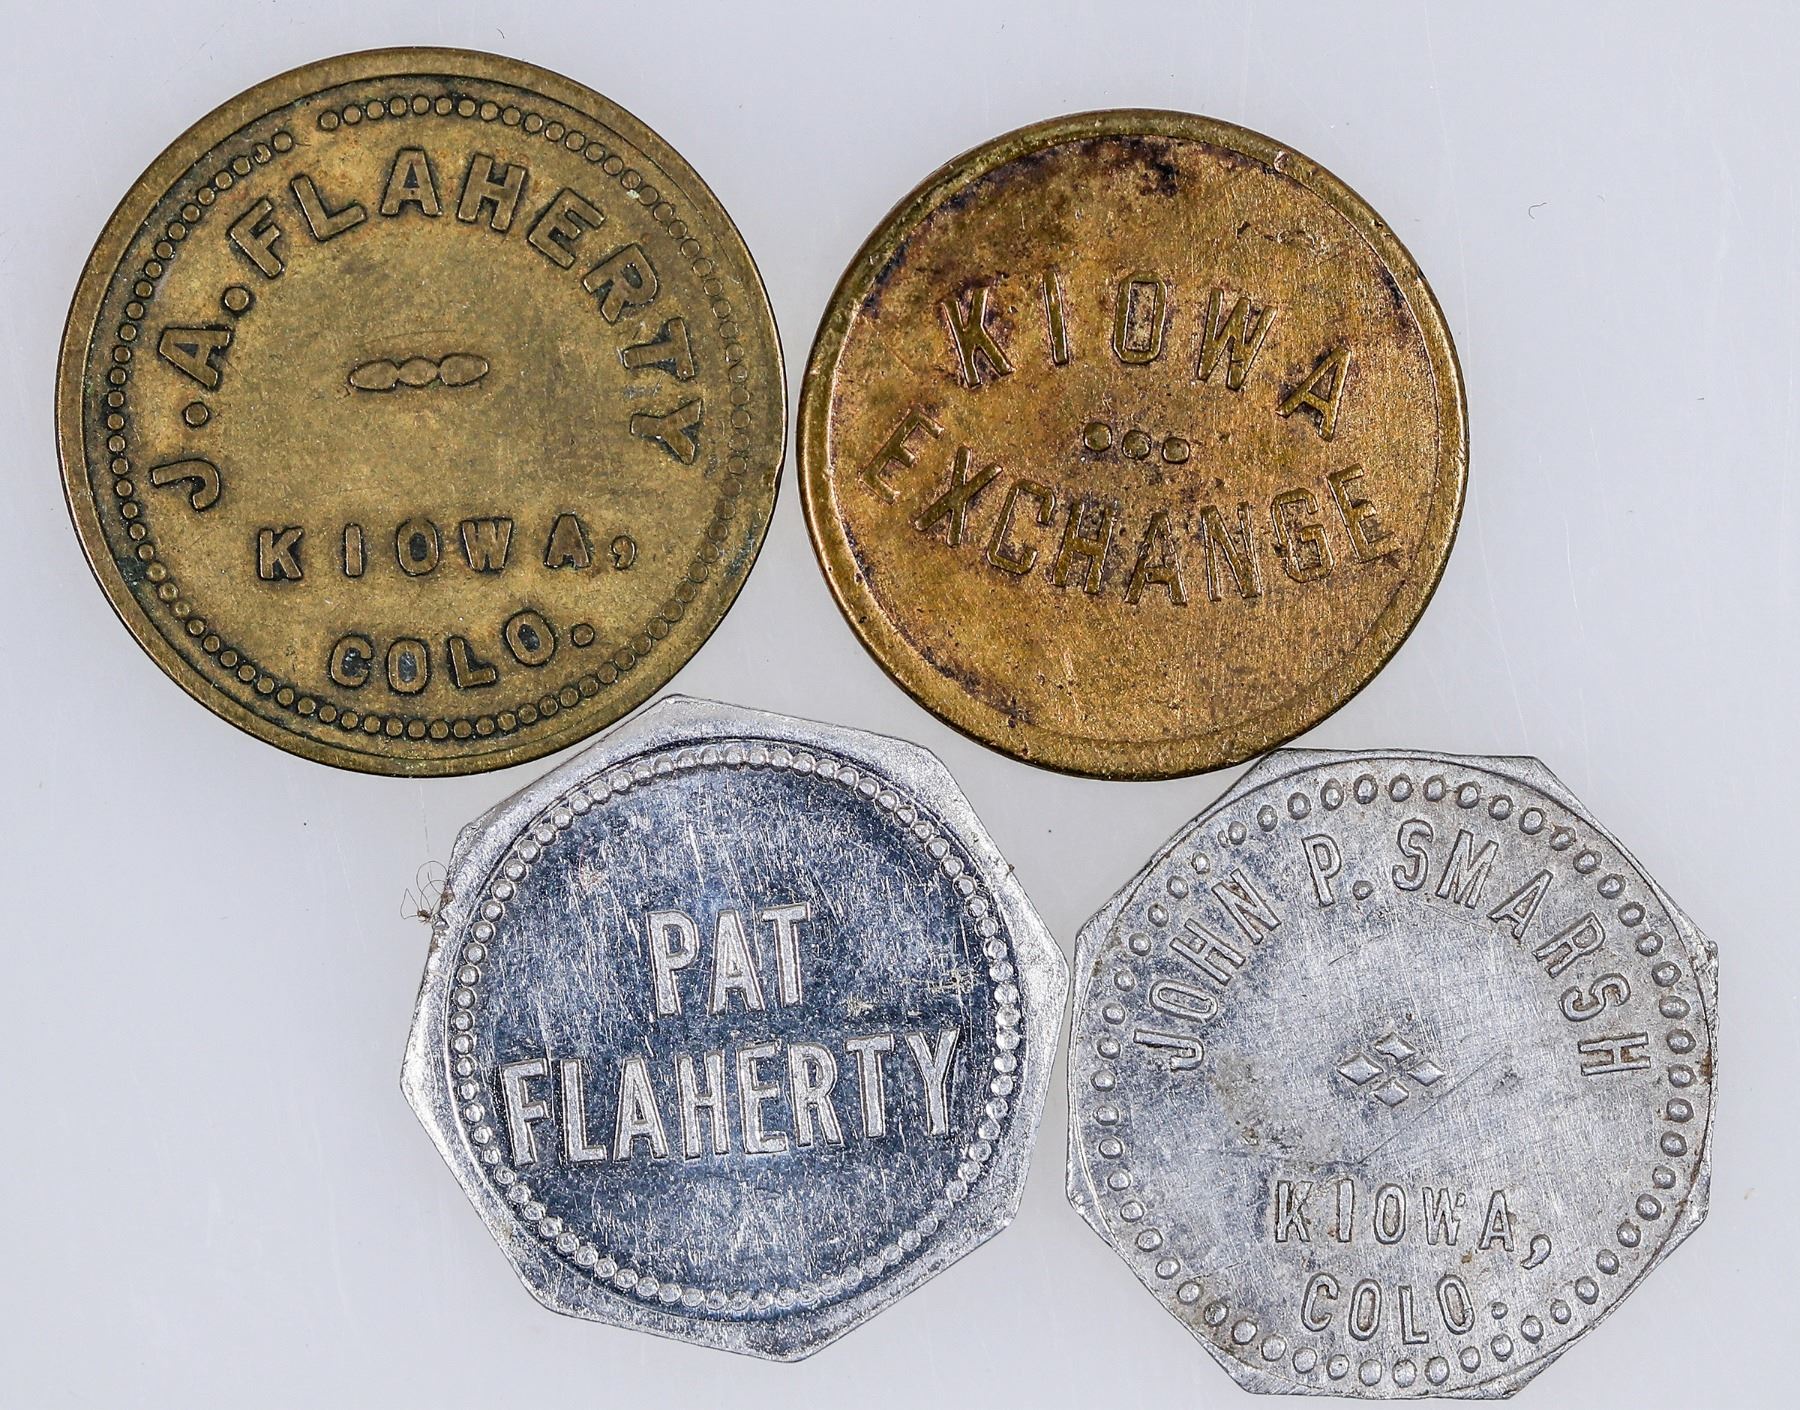 J.A.FLAHERTY
KIOWA,
COLO.
KIOWA
EXCHANGE
PAT
FLAHERTY
JOHN P. SMARSH
KIOWA,
COLO.